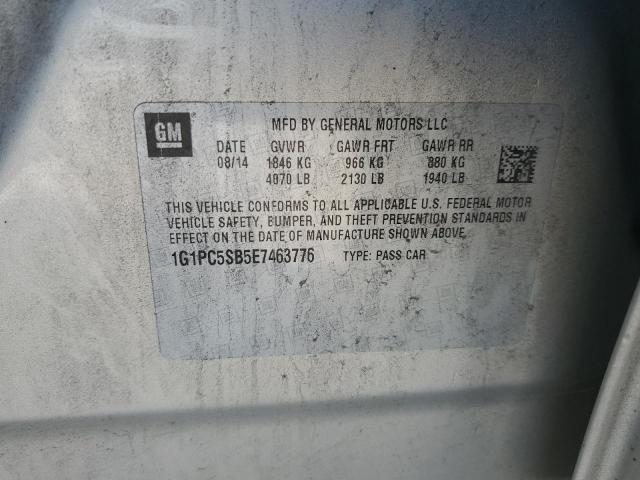 GM
MFD BY GENERAL MOTORS LLC
DATE GVWR GAWR FRT GAWR RR
08/14 1846 KG 966 KG 880 KG
4070 LB 2130 LB 1940 LB
THIS VEHICLE CONFORMS TO ALL APPLICABLE U.S. FEDERAL MOTOR
VEHICLE SAFETY, BUMPER, AND THEFT PREVENTION STANDARDS IN
EFFECT ON THE DATE OF MANUFACTURE SHOWN ABOVE.
1G1PC5SB5E7463776 TYPE: PASS CAR